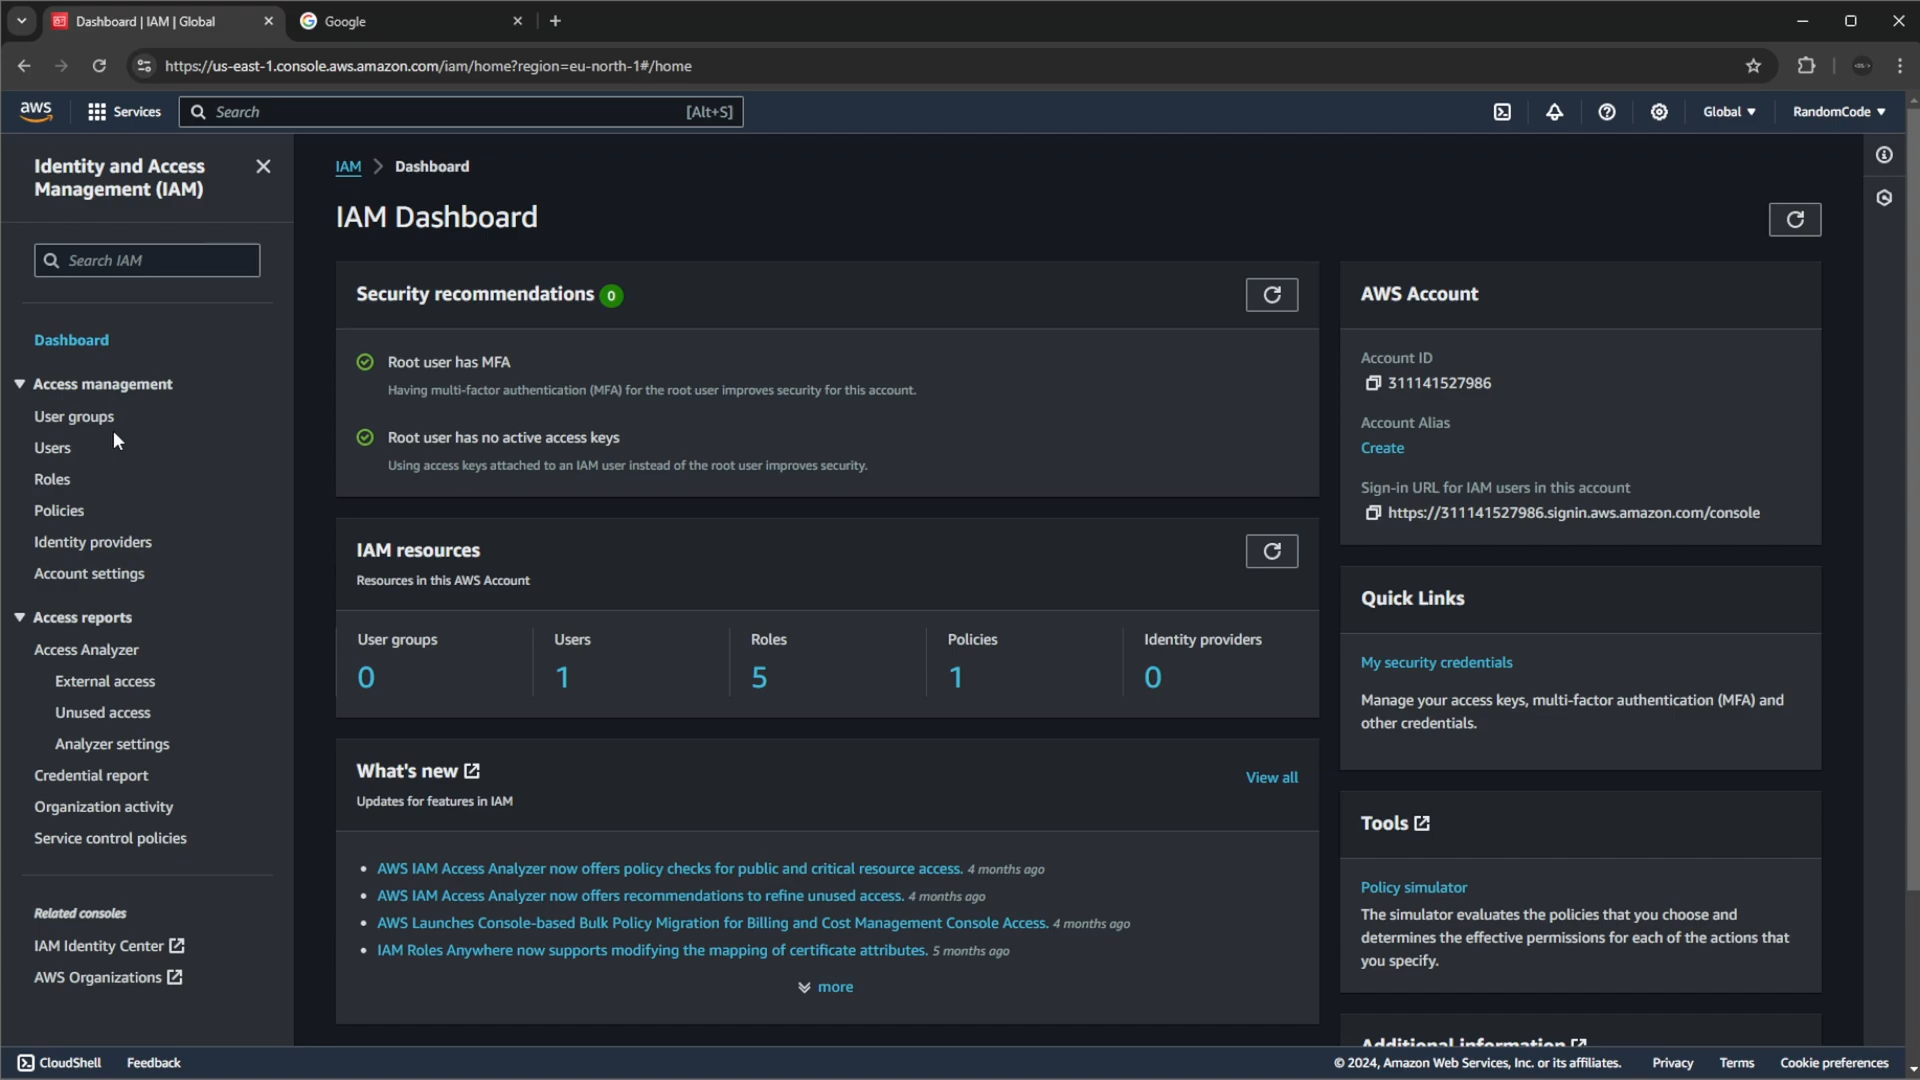 Dashboard | IAM | Global
Google
https://us-east-1.console.aws.amazon.com/iam/home?region=eu-north-1#/home
aws
Services
Search
[Alt+S]
Global
RandomCode
Identity and Access
Management (IAM)
Search IAM
Dashboard
Access management
User groups
Users
Roles
Policies
Identity providers
Account settings
Access reports
Access Analyzer
External access
Unused access
Analyzer settings
Credential report
Organization activity
Service control policies
Related consoles
IAM Identity Center
AWS Organizations
IAM > Dashboard
IAM Dashboard
Security recommendations 0
Root user has MFA
Having multi-factor authentication (MFA) for the root user improves security for this account.
Root user has no active access keys
Using access keys attached to an IAM user instead of the root user improves security.
IAM resources
Resources in this AWS Account
User groups
0
Users
1
Roles
5
Policies
1
Identity providers
0
What's new
View all
Updates for features in IAM
• AWS IAM Access Analyzer now offers policy checks for public and critical resource access. 4 months ago
• AWS IAM Access Analyzer now offers recommendations to refine unused access. 4 months ago
• AWS Launches Console-based Bulk Policy Migration for Billing and Cost Management Console Access. 4 months ago
• IAM Roles Anywhere now supports modifying the mapping of certificate attributes. 5 months ago
more
AWS Account
Account ID
311141527986
Account Alias
Create
Sign-in URL for IAM users in this account
https://311141527986.signin.aws.amazon.com/console
Quick Links
My security credentials
Manage your access keys, multi-factor authentication (MFA) and
other credentials.
Tools
Policy simulator
The simulator evaluates the policies that you choose and
determines the effective permissions for each of the actions that
you specify.
Additional information
CloudShell
Feedback
© 2024, Amazon Web Services, Inc. or its affiliates.
Privacy
Terms
Cookie preferences